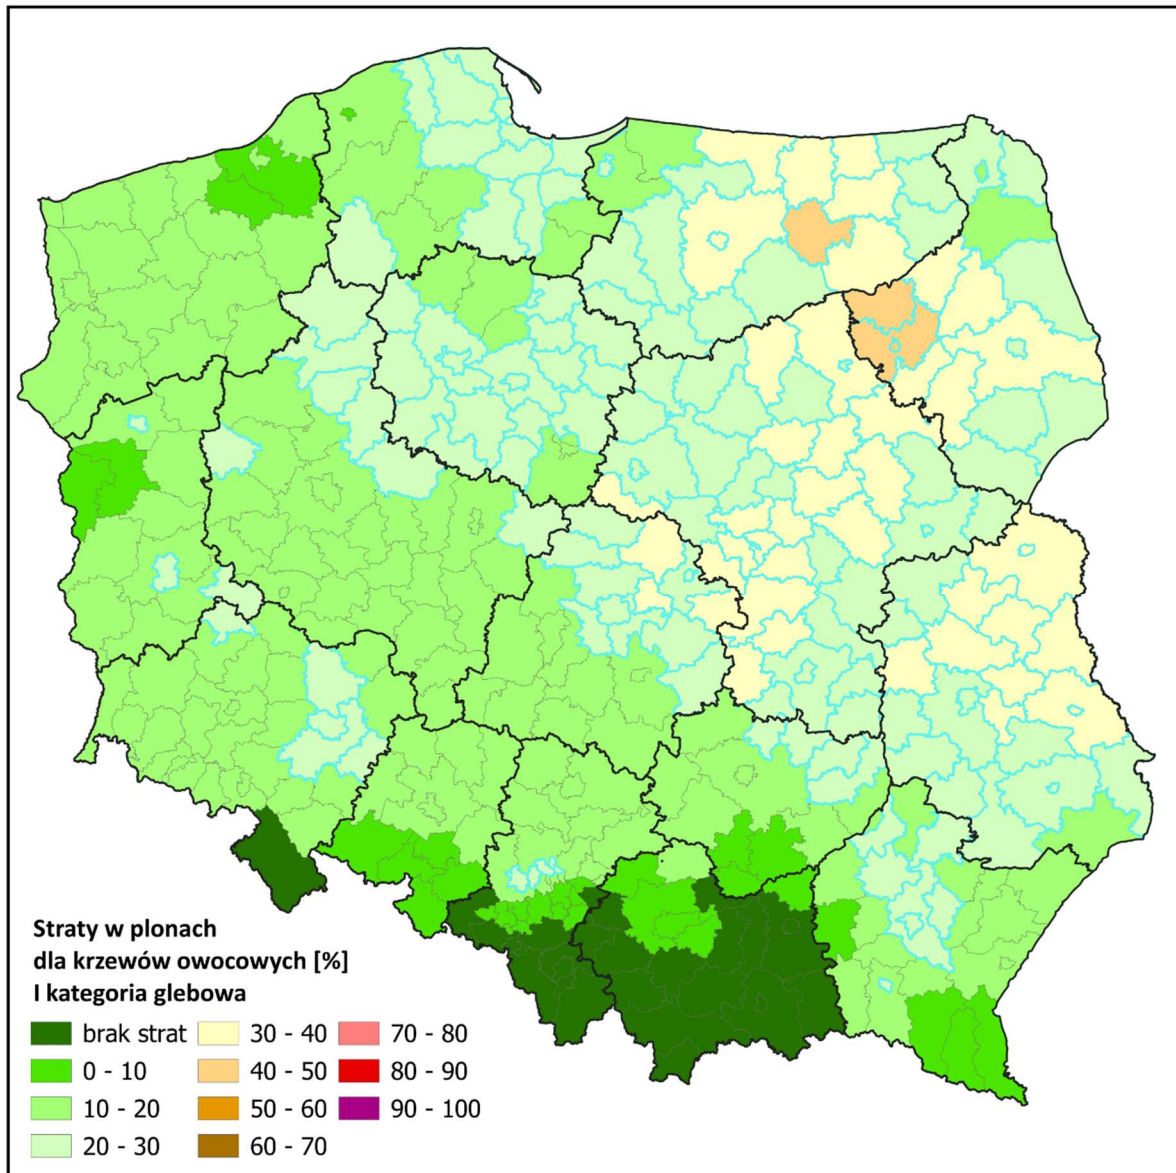 Straty w plonach
dla krzewów owocowych [%]
I kategoria glebowa
brak strat
0 - 10
10 - 20
20 - 30
30 - 40
40 - 50
50 - 60
60 - 70
70 - 80
80 - 90
90 - 100